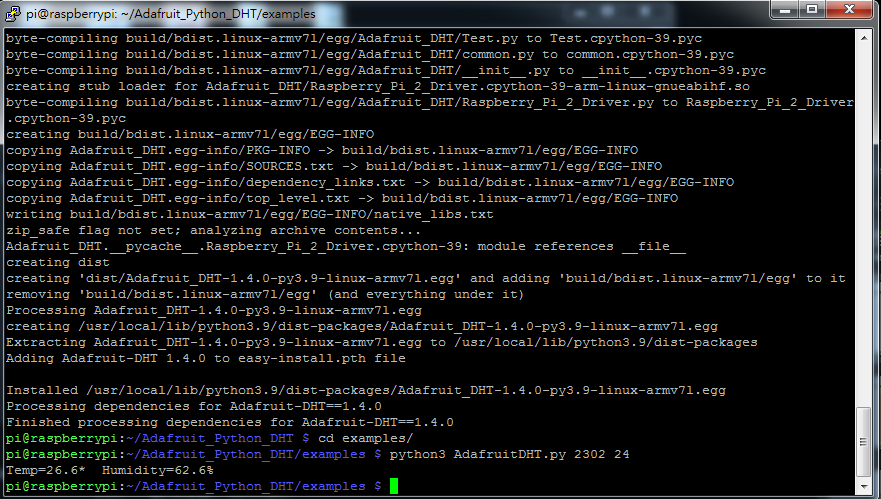 pi@raspberrypi: ~/Adafruit_Python_DHT/examples
byte-compiling build/bdist.linux-armv7l/egg/Adafruit_DHT/Test.py to Test.cpython-39.pyc
byte-compiling build/bdist.linux-armv7l/egg/Adafruit_DHT/common.py to common.cpython-39.pyc
byte-compiling build/bdist.linux-armv7l/egg/Adafruit_DHT/__init__.py to __init__.cpython-39.pyc
creating stub loader for Adafruit_DHT/Raspberry_Pi_2_Driver.cpython-39-arm-linux-gnueabihf.so
byte-compiling build/bdist.linux-armv7l/egg/Adafruit_DHT/Raspberry_Pi_2_Driver.py to Raspberry_Pi_2_Driver
.cpython-39.pyc
creating build/bdist.linux-armv7l/egg/EGG-INFO
copying Adafruit_DHT.egg-info/PKG-INFO -> build/bdist.linux-armv7l/egg/EGG-INFO
copying Adafruit_DHT.egg-info/SOURCES.txt -> build/bdist.linux-armv7l/egg/EGG-INFO
copying Adafruit_DHT.egg-info/dependency_links.txt -> build/bdist.linux-armv7l/egg/EGG-INFO
copying Adafruit_DHT.egg-info/top_level.txt -> build/bdist.linux-armv7l/egg/EGG-INFO
writing build/bdist.linux-armv7l/egg/EGG-INFO/native_libs.txt
zip_safe flag not set; analyzing archive contents...
Adafruit_DHT.__pycache__.Raspberry_Pi_2_Driver.cpython-39: module references __file__
creating dist
creating 'dist/Adafruit_DHT-1.4.0-py3.9-linux-armv7l.egg' and adding 'build/bdist.linux-armv7l/egg' to it
removing 'build/bdist.linux-armv7l/egg' (and everything under it)
Processing Adafruit_DHT-1.4.0-py3.9-linux-armv7l.egg
creating /usr/local/lib/python3.9/dist-packages/Adafruit_DHT-1.4.0-py3.9-linux-armv7l.egg
Extracting Adafruit_DHT-1.4.0-py3.9-linux-armv7l.egg to /usr/local/lib/python3.9/dist-packages
Adding Adafruit-DHT 1.4.0 to easy-install.pth file
Installed /usr/local/lib/python3.9/dist-packages/Adafruit_DHT-1.4.0-py3.9-linux-armv7l.egg
Processing dependencies for Adafruit-DHT==1.4.0
Finished processing dependencies for Adafruit-DHT==1.4.0
pi@raspberrypi:~/Adafruit_Python_DHT $ cd examples/
pi@raspberrypi:~/Adafruit_Python_DHT/examples $ python3 AdafruitDHT.py 2302 24
Temp=26.6*  Humidity=62.6%
pi@raspberrypi:~/Adafruit_Python_DHT/examples $